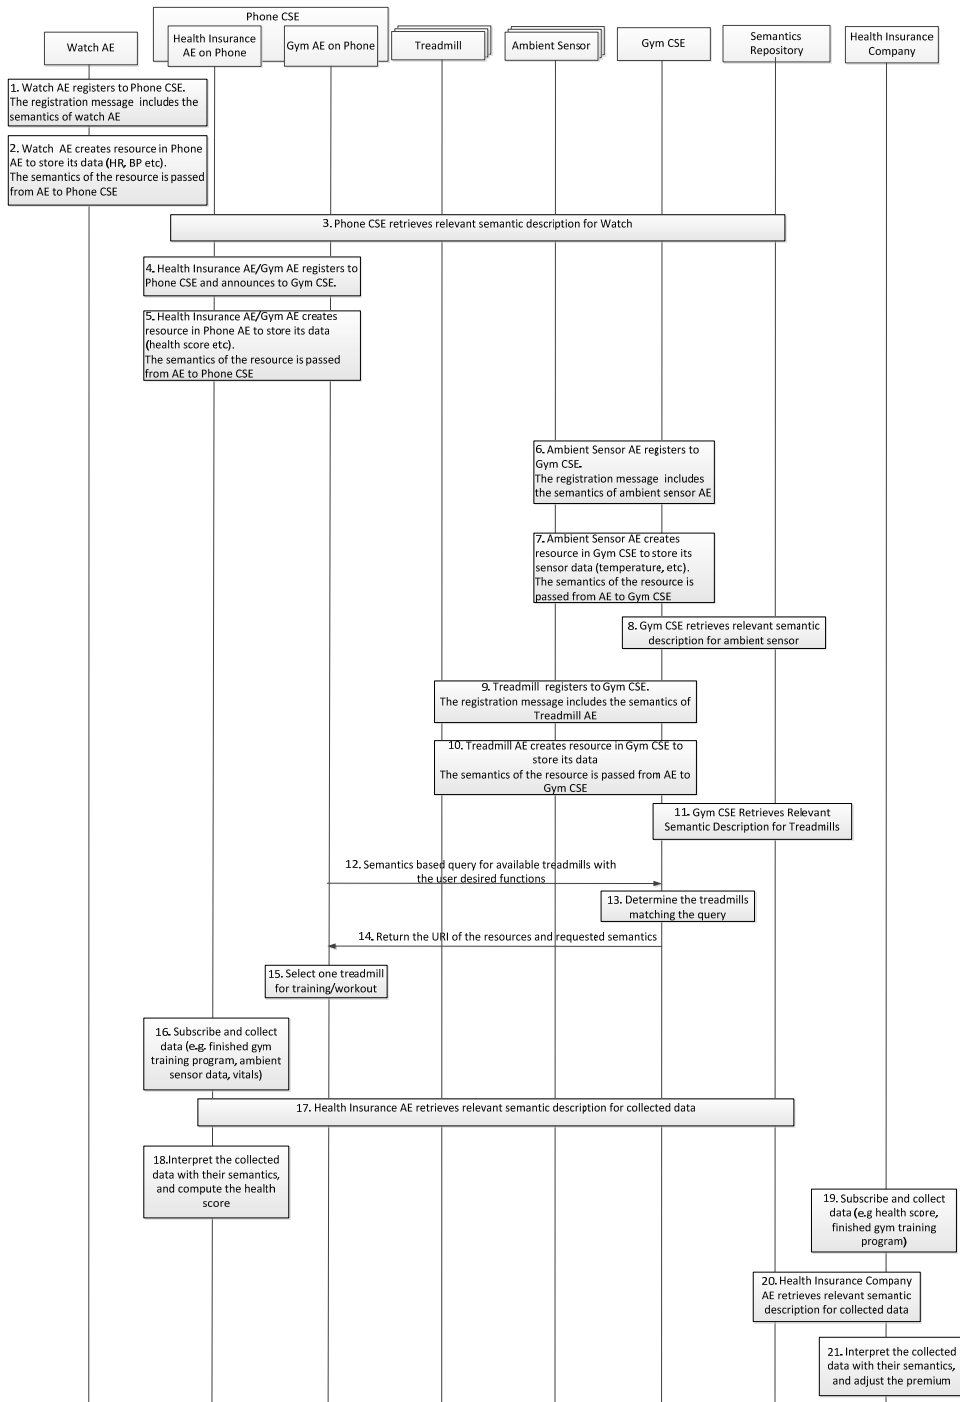 Phone CSE
Watch AE
Health Insurance
AE on Phone
Gym AE on Phone
Treadmill
Ambient Sensor
Gym CSE
Semantics
Repository
Health Insurance
Company
1. Watch AE registers to Phone CSE.
The registration message includes the
semantics of watch AE
2. Watch AE creates resource in Phone
AE to store its data (HR, BP etc).
The semantics of the resource is passed
from AE to Phone CSE
3. Phone CSE retrieves relevant semantic description for Watch
4. Health Insurance AE/Gym AE registers to
Phone CSE and announces to Gym CSE.
5. Health Insurance AE/Gym AE creates
resource in Phone AE to store its data
(health score etc).
The semantics of the resource is passed
from AE to Phone CSE
6. Ambient Sensor AE registers to
Gym CSE.
The registration message includes
the semantics of ambient sensor AE
7. Ambient Sensor AE creates
resource in Gym CSE to store its
sensor data (temperature, etc).
The semantics of the resource is
passed from AE to Gym CSE
8. Gym CSE retrieves relevant semantic
description for ambient sensor
9. Treadmill registers to Gym CSE.
The registration message includes the semantics of
Treadmill AE
10. Treadmill AE creates resource in Gym CSE to
store its data
The semantics of the resource is passed from AE to
Gym CSE
11. Gym CSE Retrieves Relevant
Semantic Description for Treadmills
12. Semantics based query for available treadmills with
the user desired functions
13. Determine the treadmills
matching the query
14. Return the URI of the resources and requested semantics
15. Select one treadmill
for training/workout
16. Subscribe and collect
data (e.g. finished gym
training program, ambient
sensor data, vitals)
17. Health Insurance AE retrieves relevant semantic description for collected data
18.Interpret the collected
data with their semantics,
and compute the health
score
19. Subscribe and collect
data (e.g health score,
finished gym training
program)
20. Health Insurance Company
AE retrieves relevant semantic
description for collected data
21. Interpret the collected
data with their semantics,
and adjust the premium